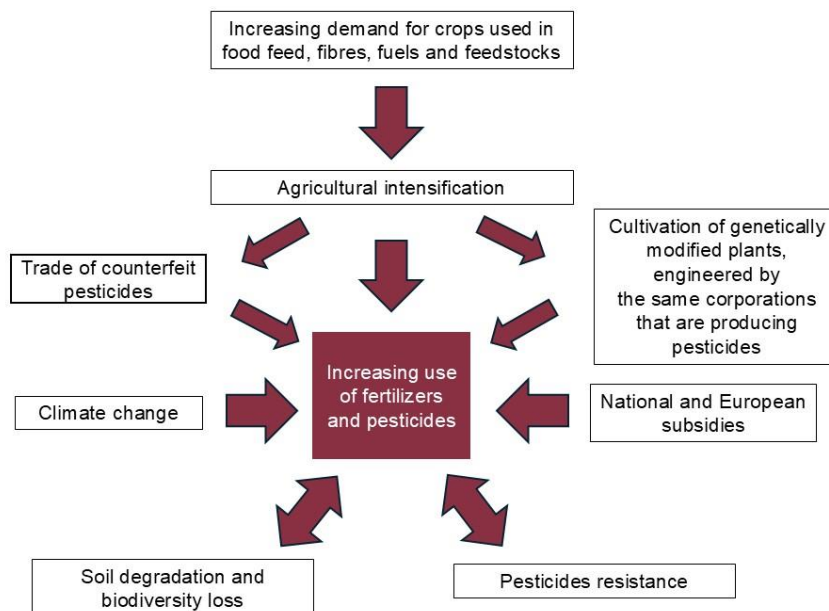 Increasing demand for crops used in
food feed, fibres, fuels and feedstocks
Agricultural intensification
Trade of counterfeit
pesticides
Cultivation of genetically
modified plants,
engineered by
the same corporations
that are producing
pesticides
Increasing use
of fertilizers
and pesticides
Climate change
National and European
subsidies
Soil degradation and
biodiversity loss
Pesticides resistance